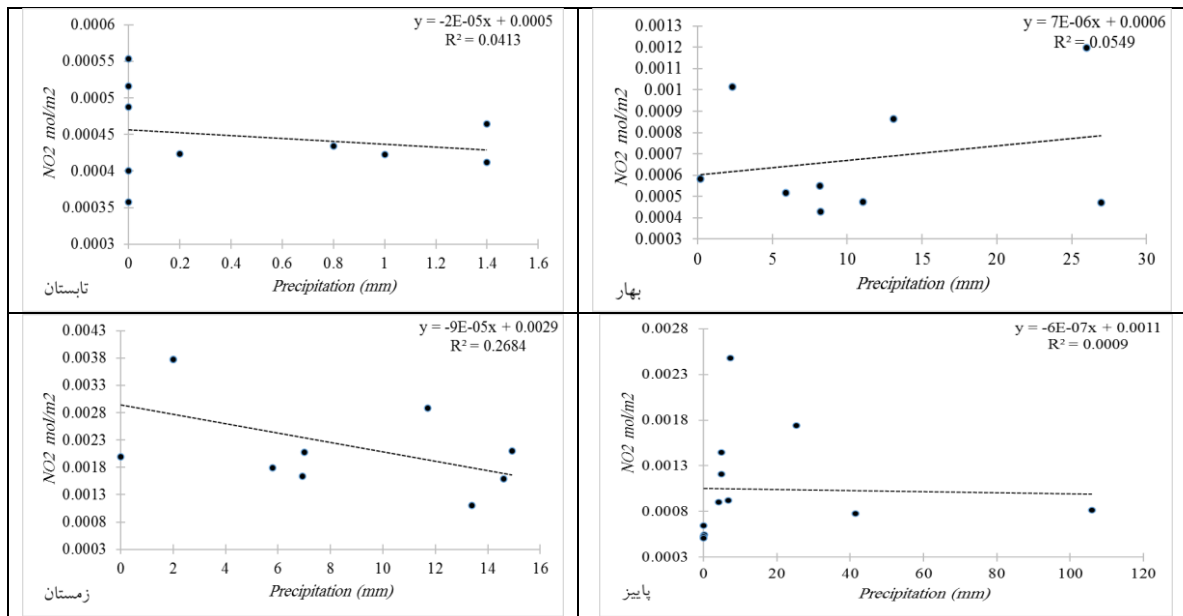 y = -2E-05x + 0.0005
R² = 0.0413
NO2 mol/m2
0.0006
0.00055
0.0005
0.00045
0.0004
0.00035
0.0003
0 0.2 0.4 0.6 0.8 1 1.2 1.4 1.6
Precipitation (mm)
تابستان
y = 7E-06x + 0.0006
R² = 0.0549
NO2 mol/m2
0.0013
0.0012
0.0011
0.001
0.0009
0.0008
0.0007
0.0006
0.0005
0.0004
0.0003
0 5 10 15 20 25 30
Precipitation (mm)
بهار
y = -9E-05x + 0.0029
R² = 0.2684
NO2 mol/m2
0.0043
0.0038
0.0033
0.0028
0.0023
0.0018
0.0013
0.0008
0.0003
0 2 4 6 8 10 12 14 16
Precipitation (mm)
زمستان
y = -6E-07x + 0.0011
R² = 0.0009
NO2 mol/m2
0.0028
0.0023
0.0018
0.0013
0.0008
0.0003
0 20 40 60 80 100 120
Precipitation (mm)
پاییز